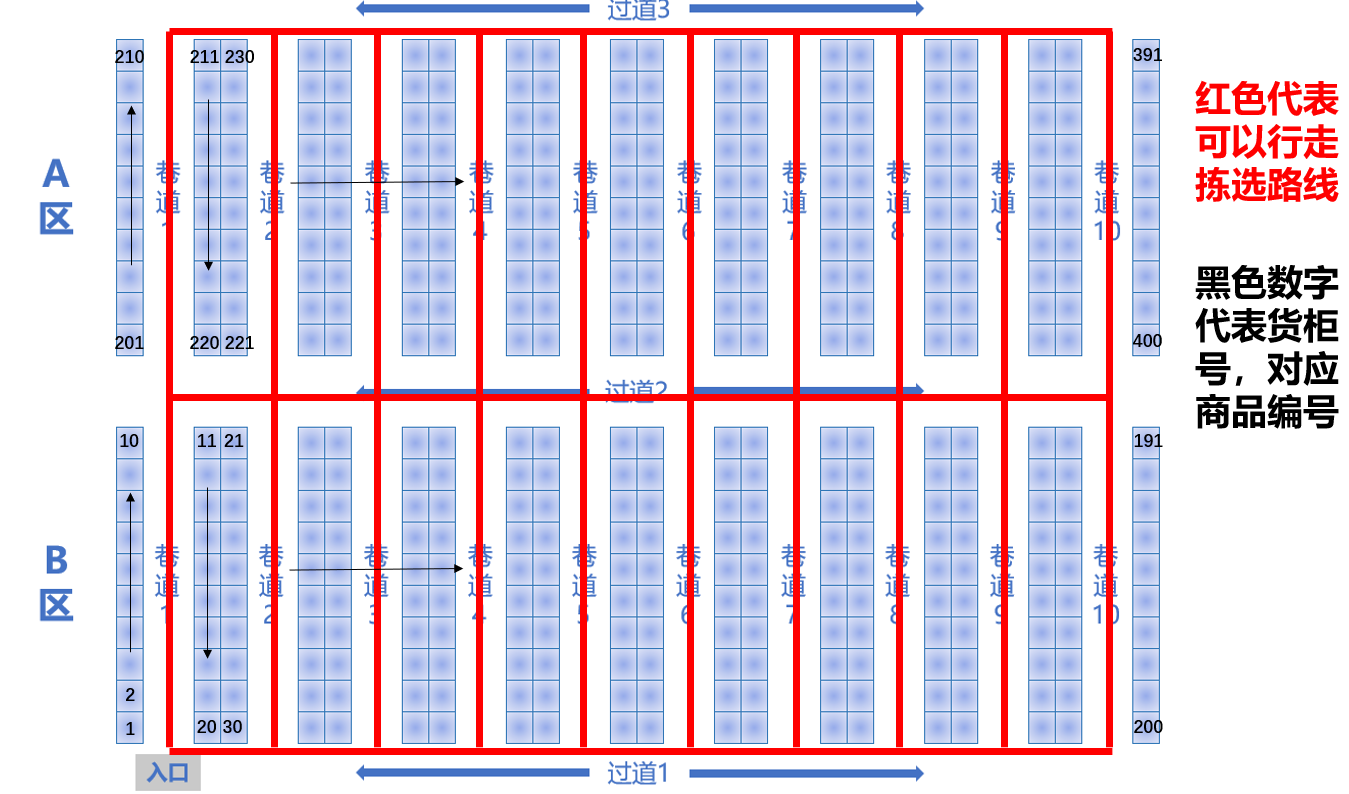 过道3
210
211 230
391
A
区
巷
道
1
巷
道
2
巷
道
3
巷
道
4
巷
道
5
巷
道
6
巷
道
7
巷
道
8
巷
道
9
巷
道
10
201
220 221
400
过道2
10
11 21
191
B
区
巷
道
1
巷
道
2
巷
道
3
巷
道
4
巷
道
5
巷
道
6
巷
道
7
巷
道
8
巷
道
9
巷
道
10
2
1
20 30
200
入口
过道1
红色代表
可以行走
拣选路线
黑色数字
代表货柜
号，对应
商品编号